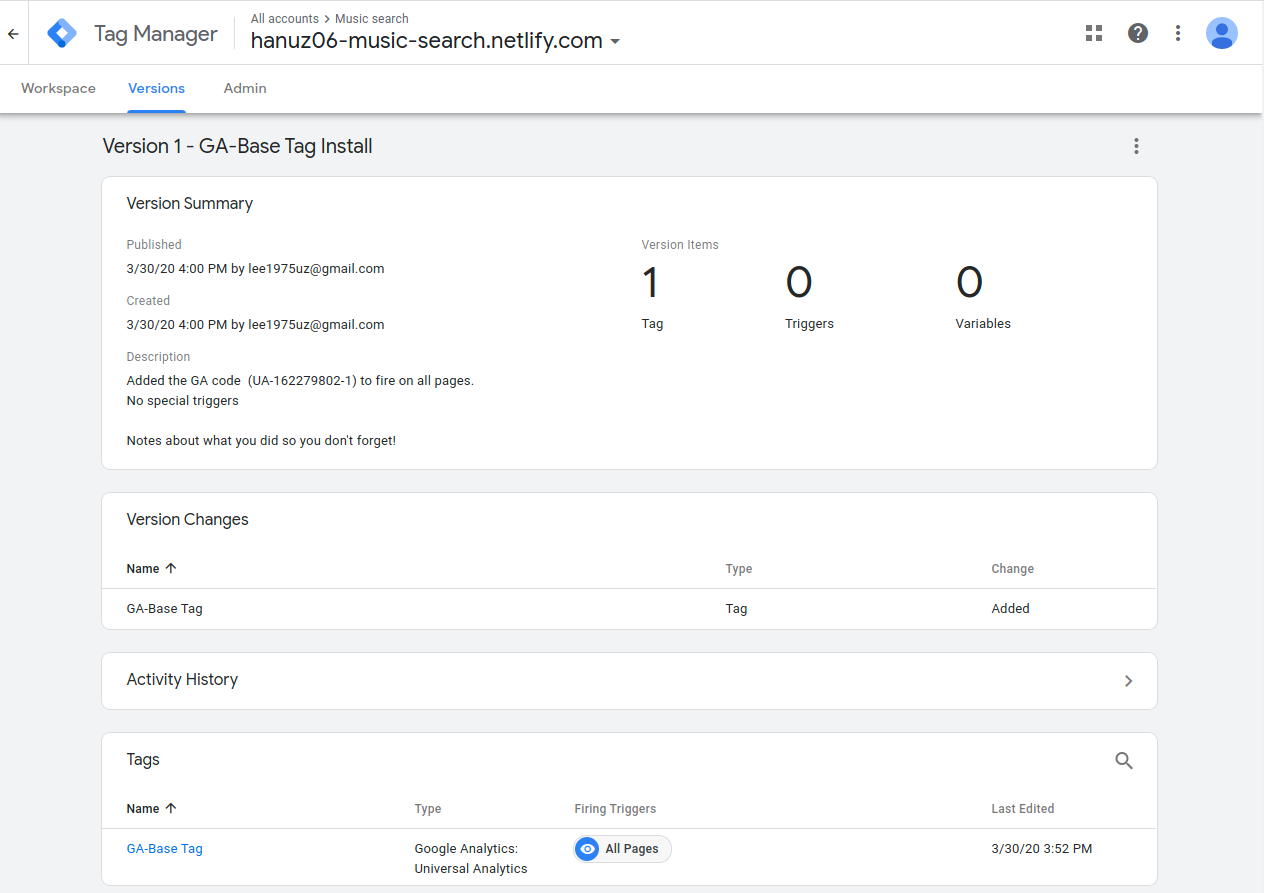 Tag Manager
All accounts > Music search
hanuz06-music-search.netlify.com
Workspace Versions Admin
Version 1 - GA-Base Tag Install
Version Summary
Published
3/30/20 4:00 PM by lee1975uz@gmail.com
Created
3/30/20 4:00 PM by lee1975uz@gmail.com
Description
Added the GA code  (UA-162279802-1) to fire on all pages.
No special triggers
Notes about what you did so you don't forget!
Version Items
1 0 0
Tag Triggers Variables
Version Changes
Name Type Change
GA-Base Tag Tag Added
Activity History
Tags
Name Type Firing Triggers Last Edited
GA-Base Tag Google Analytics: All Pages 3/30/20 3:52 PM
Universal Analytics